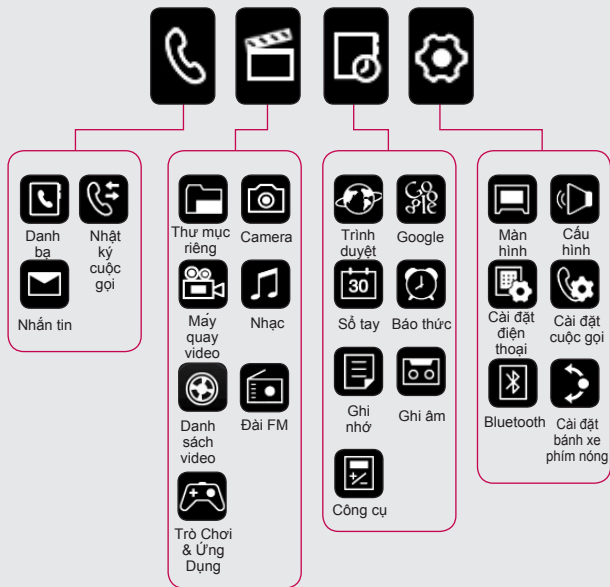 Danh
bạ
Nhật
ký
cuộc
gọi
Nhắn tin
Thư mục
riêng
Camera
Máy
quay
video
Nhạc
Danh
sách
video
Đài FM
Trò Chơi
& Ứng
Dụng
Trình
duyệt
Google
Google
30
Sổ tay
Báo thức
Ghi
nhớ
Ghi âm
Công cụ
Màn
hình
Cấu
hình
Cài đặt
điện
thoại
Cài đặt
cuộc gọi
Bluetooth
Cài đặt
bánh xe
phím nóng